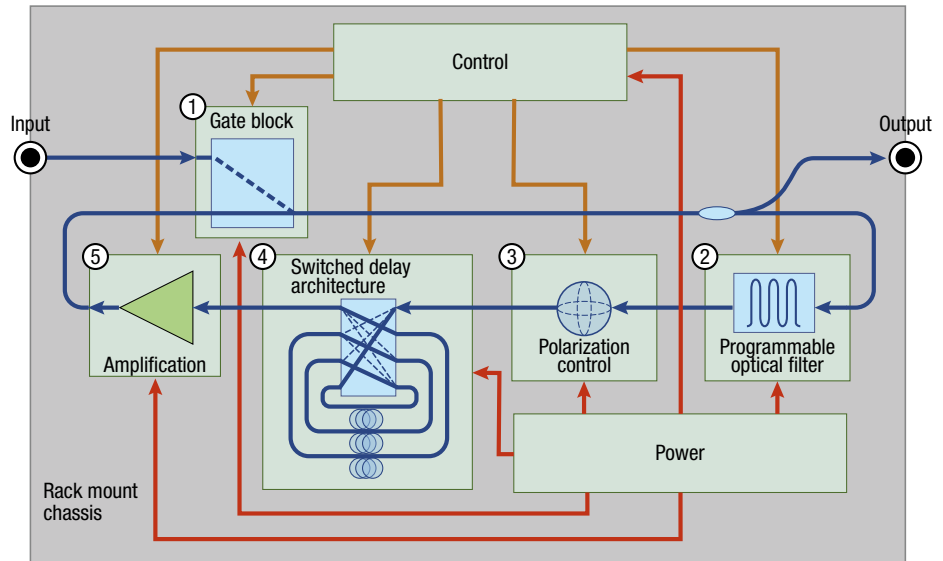 Control
1
Gate block
Input
Output
5
4
Switched delay
architecture
3
2
Amplification
Polarization
control
Programmable
optical filter
Power
Rack mount
chassis